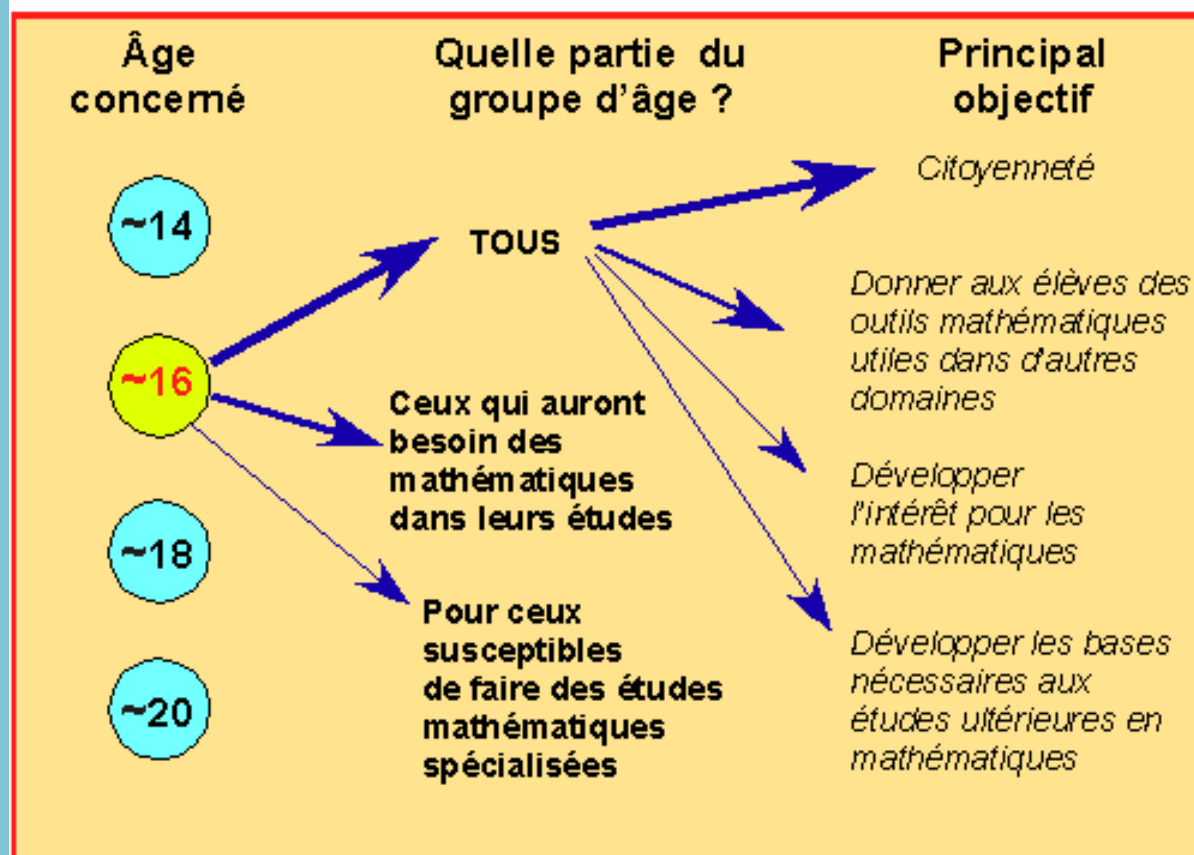 Âge
concerné
Quelle partie du
groupe d'âge ?
Principal
objectif
~14
~16
~18
~20
TOUS
Ceux qui auront
besoin des
mathématiques
dans leurs études
Pour ceux
susceptibles
de faire des études
mathématiques
spécialisées
Citoyenneté
Donner aux élèves des
outils mathématiques
utiles dans d'autres
domaines
Développer
l'intérêt pour les
mathématiques
Développer les bases
nécessaires aux
études ultérieures en
mathématiques